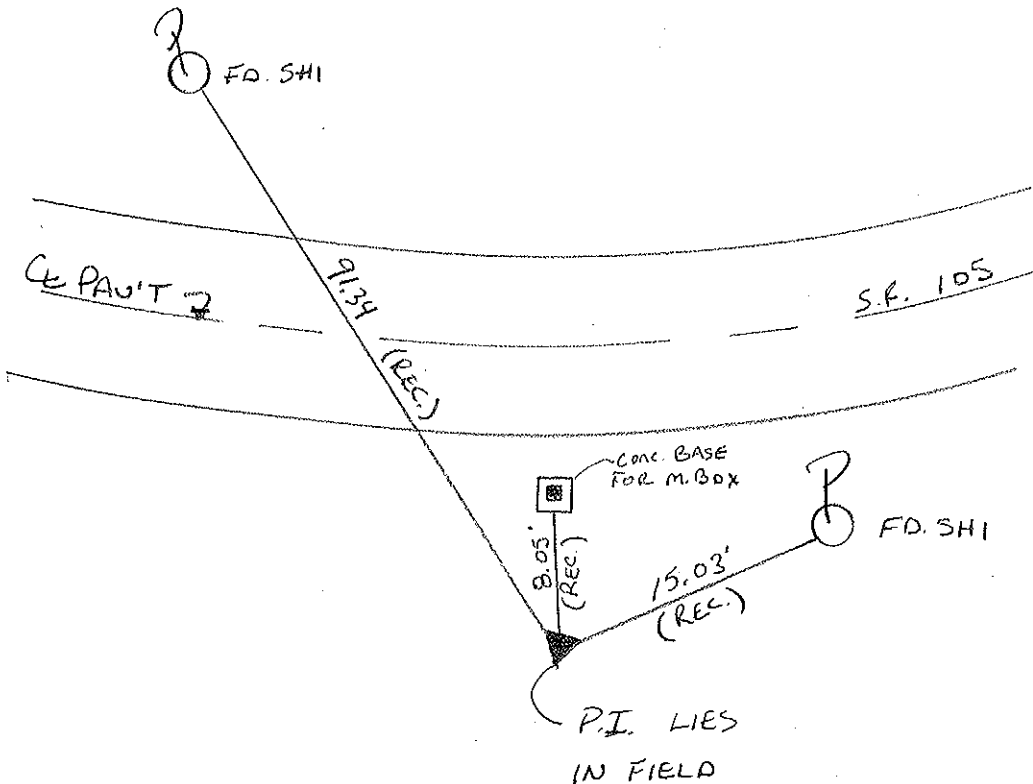 FD. SHI
C̵L PAV'T
S.R. 105
91.34
(REC.)
CONC. BASE
FOR M.BOX
8.05'
(REC.)
15.03'
(REC.)
FD. SHI
P.I. LIES
IN FIELD